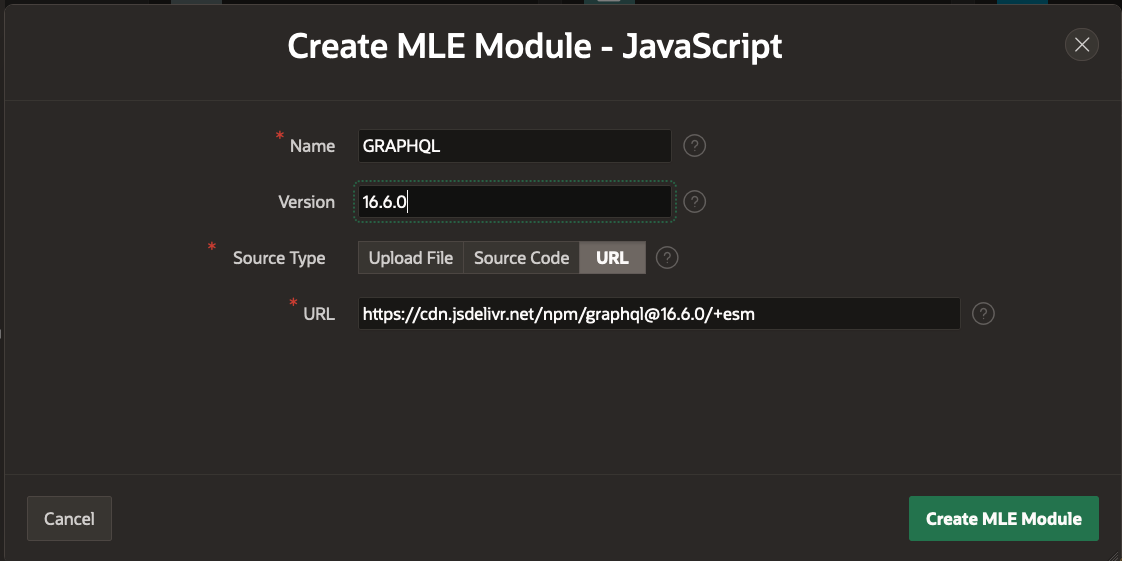 Create MLE Module - JavaScript
* Name GRAPHQL ?
Version 16.6.0 ?
* Source Type Upload File Source Code URL ?
* URL https://cdn.jsdelivr.net/npm/graphql@16.6.0/+esm ?
Cancel Create MLE Module